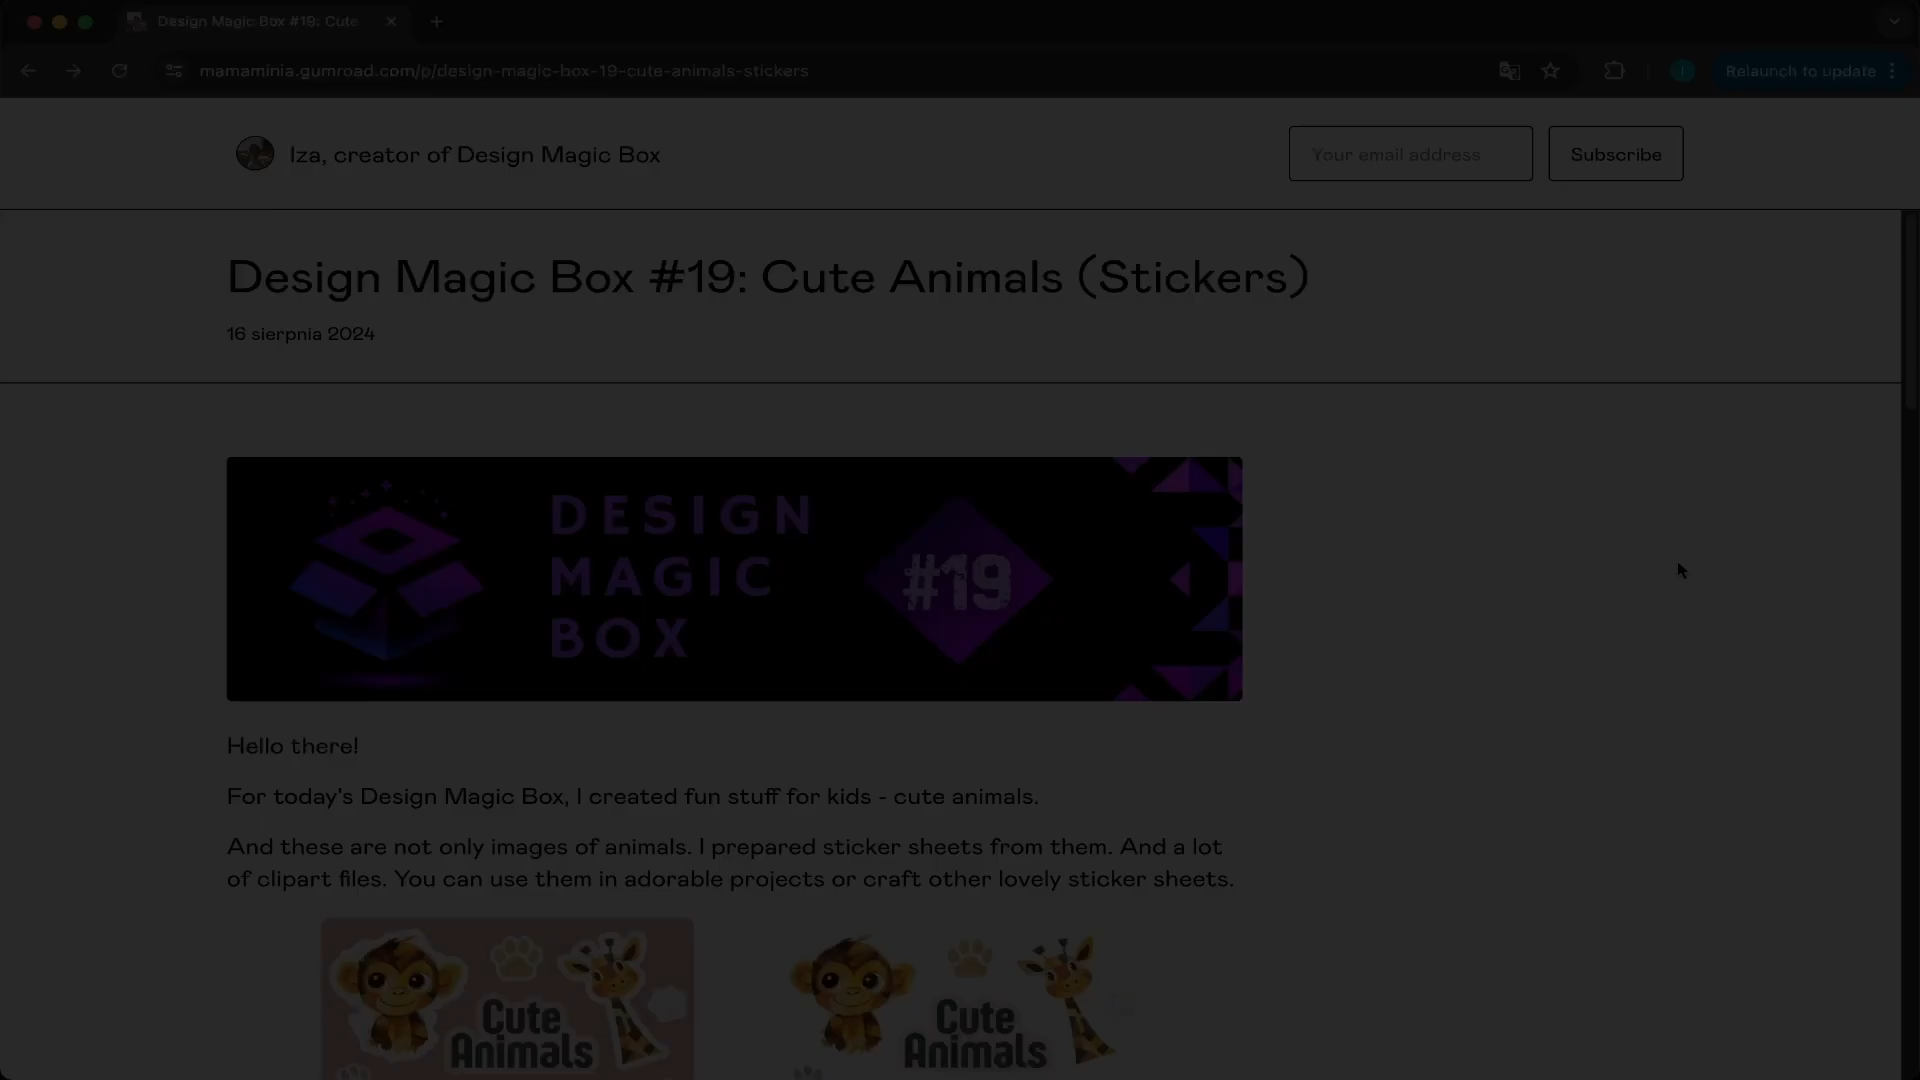 Design Magic Box #19: Cute
mamaminia.gumroad.com/p/design-magic-box-19-cute-animals-stickers
Relaunch to update
Iza, creator of Design Magic Box
Your email address
Subscribe
Design Magic Box #19: Cute Animals (Stickers)
16 sierpnia 2024
DESIGN
MAGIC
BOX
#19
Hello there!
For today's Design Magic Box, I created fun stuff for kids - cute animals.
And these are not only images of animals. I prepared sticker sheets from them. And a lot
of clipart files. You can use them in adorable projects or craft other lovely sticker sheets.
Cute
Animals
Cute
Animals